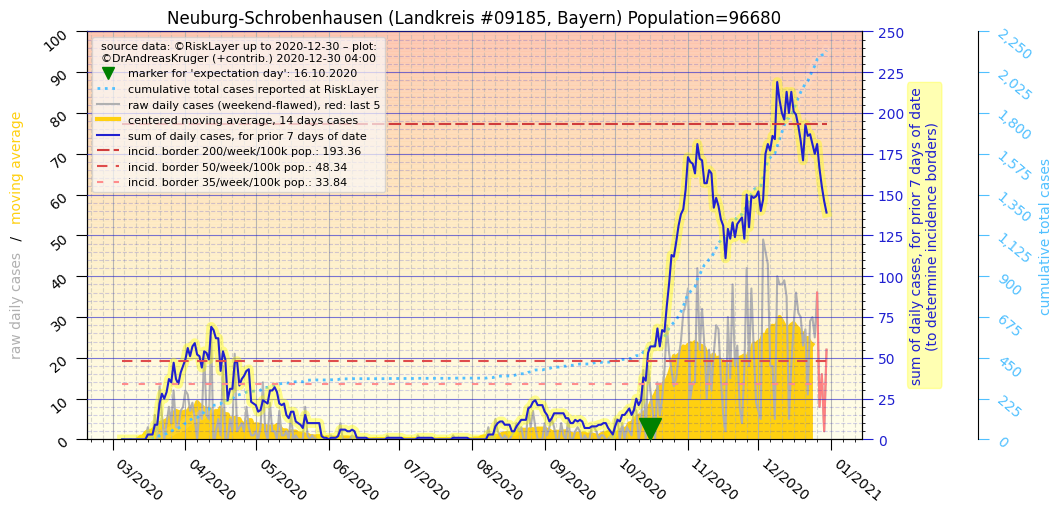 Neuburg-Schrobenhausen (Landkreis #09185, Bayern) Population=96680
source data: ©RiskLayer up to 2020-12-30 – plot:
©DrAndreasKruger (+contrib.) 2020-12-30 04:00
marker for 'expectation day': 16.10.2020
cumulative total cases reported at RiskLayer
raw daily cases (weekend-flawed), red: last 5
centered moving average, 14 days cases
sum of daily cases, for prior 7 days of date
incid. border 200/week/100k pop.: 193.36
incid. border 50/week/100k pop.: 48.34
incid. border 35/week/100k pop.: 33.84
raw daily cases / moving average
100
90
80
70
60
50
40
30
20
10
0
03/2020
04/2020
05/2020
06/2020
07/2020
08/2020
09/2020
10/2020
11/2020
12/2020
01/2021
250
225
200
175
150
125
100
75
50
25
0
sum of daily cases, for prior 7 days of date
(to determine incidence borders)
2,250
2,025
1,800
1,575
1,350
1,125
900
675
450
225
0
cumulative total cases